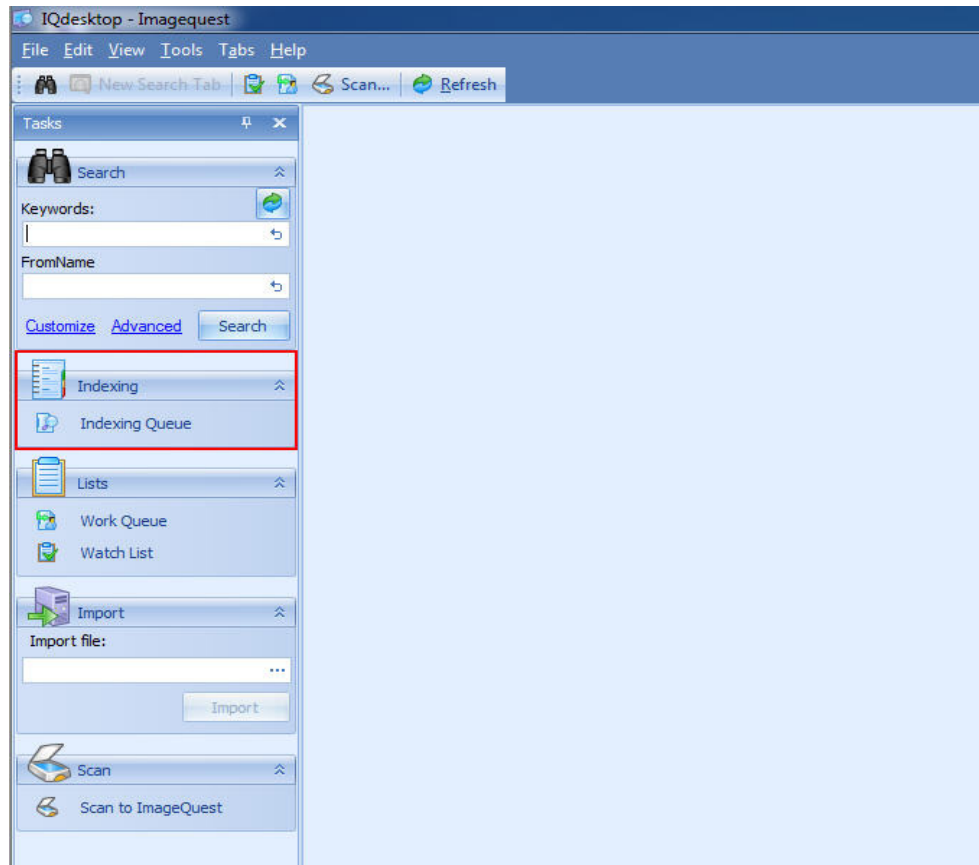 IQdesktop - Imagequest
File Edit View Tools Tabs Help
New Search Tab Scan... Refresh
Tasks
Search
Keywords:
FromName
Customize Advanced Search
Indexing
Indexing Queue
Lists
Work Queue
Watch List
Import
Import file:
...
Import
Scan
Scan to ImageQuest